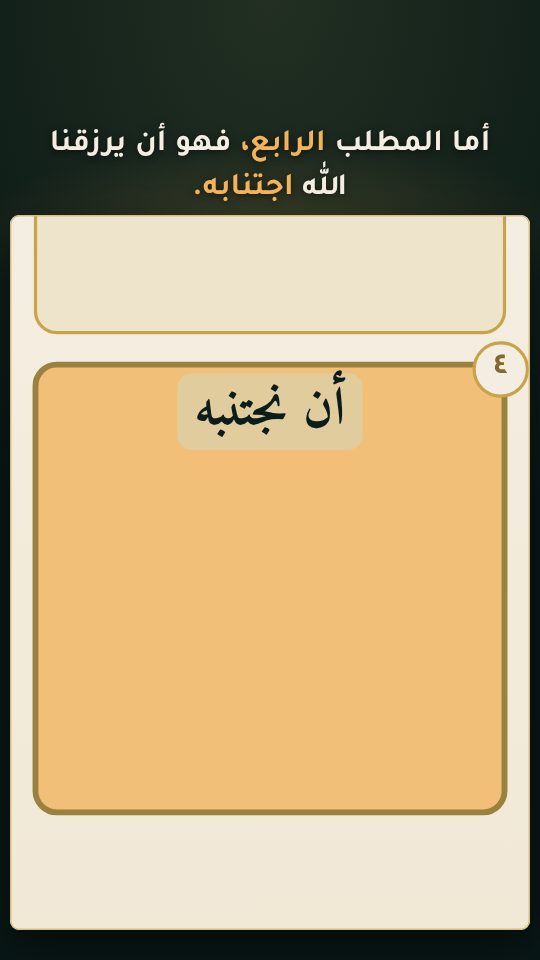 أما المطلب الرابع، فهو أن يرزقنا
الله اجتنابه.
٤
أن نجتنبه